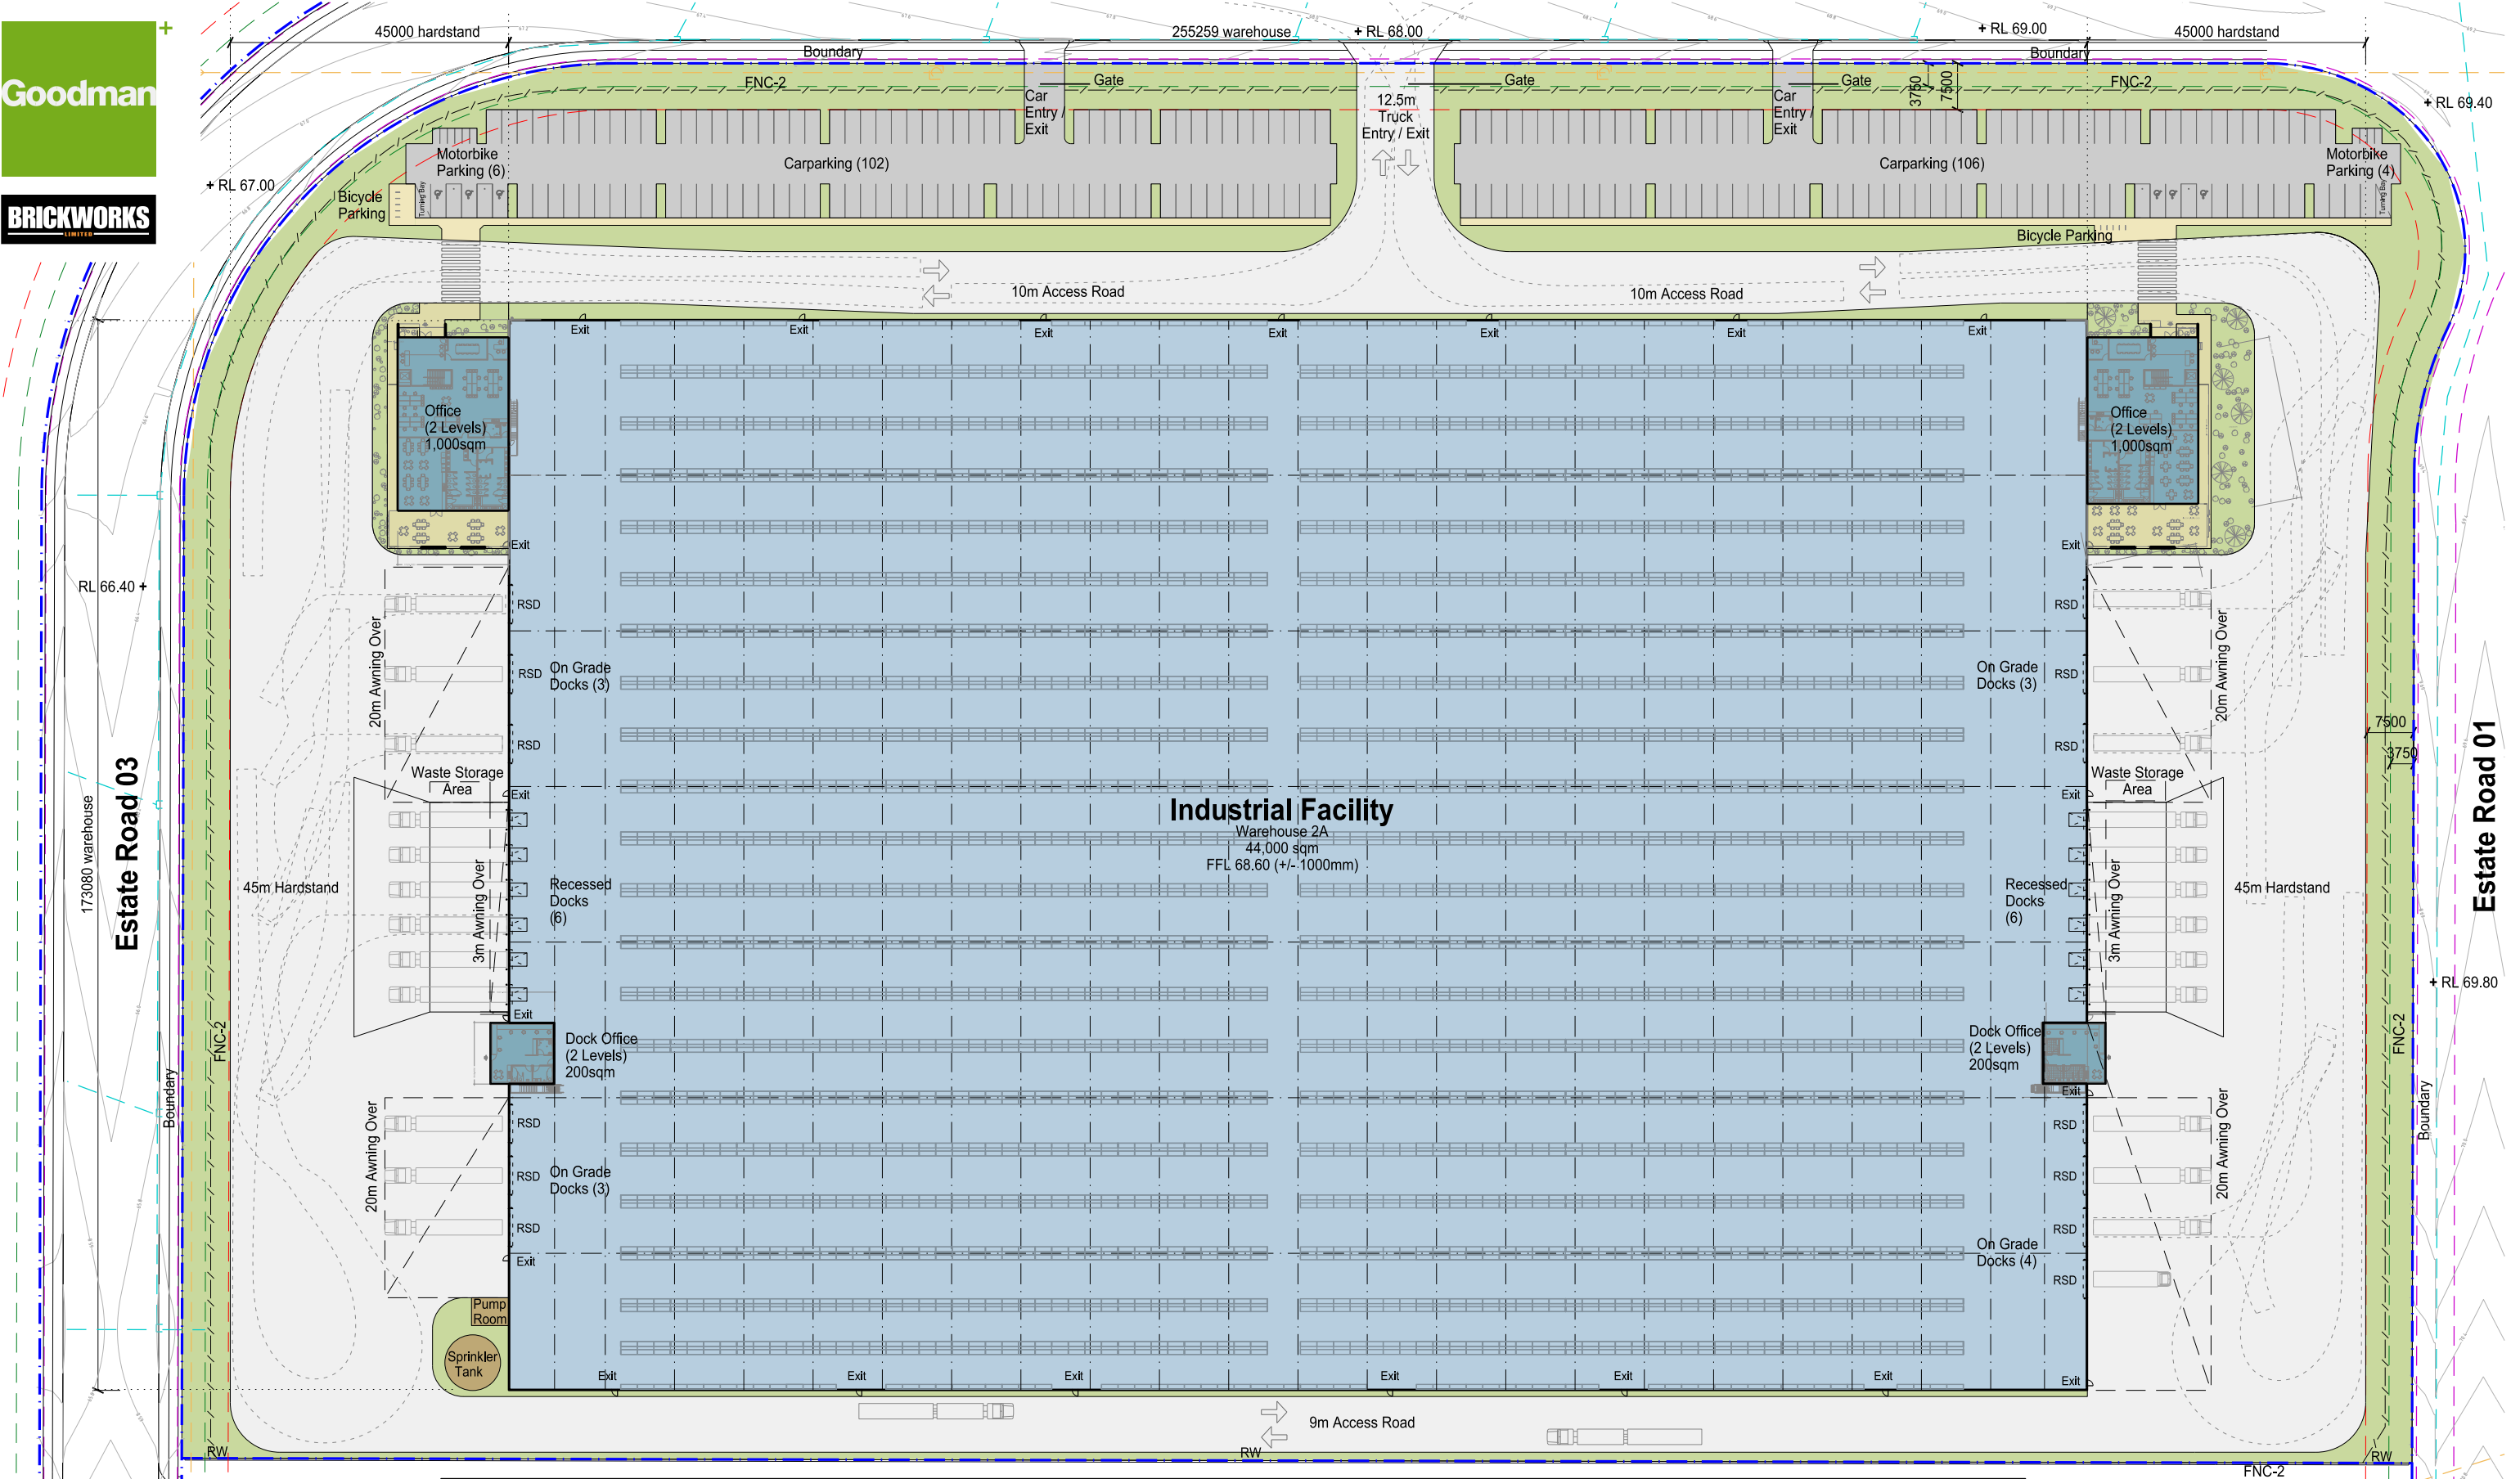 Goodman
BRICKWORKS
LIMITED
45000 hardstand
255259 warehouse
+ RL 68.00
+ RL 69.00
45000 hardstand
Boundary
Boundary
FNC-2
Gate
Gate
Gate
3750
7500
FNC-2
+ RL 69.40
Car
Entry /
Exit
12.5m
Truck
Entry / Exit
Car
Entry /
Exit
Motorbike
Parking (6)
Carparking (102)
Carparking (106)
Motorbike
Parking (4)
+ RL 67.00
Bicycle
Parking
Turning Bay
Turning Bay
Bicycle Parking
10m Access Road
10m Access Road
Exit
Exit
Exit
Exit
Exit
Exit
Exit
Office
(2 Levels)
1,000sqm
Office
(2 Levels)
1,000sqm
Exit
Exit
RL 66.40 +
RSD
RSD
20m Awning Over
20m Awning Over
RSD
On Grade
Docks (3)
On Grade
Docks (3)
RSD
RSD
RSD
7500
3750
Waste Storage
Area
Waste Storage
Area
Exit
Exit
Estate Road 03
Estate Road 01
173080 warehouse
Industrial Facility
Warehouse 2A
44,000 sqm
FFL 68.60 (+/- 1000mm)
45m Hardstand
3m Awning Over
Recessed
Docks
(6)
Recessed
Docks
(6)
3m Awning Over
45m Hardstand
+ RL 69.80
Exit
FNC-2
FNC-2
Dock Office
(2 Levels)
200sqm
Dock Office
(2 Levels)
200sqm
Exit
Boundary
Boundary
20m Awning Over
20m Awning Over
RSD
RSD
RSD
On Grade
Docks (3)
RSD
RSD
RSD
On Grade
Docks (4)
Exit
RSD
Pump
Room
Sprinkler
Tank
Exit
Exit
Exit
Exit
Exit
Exit
Exit
9m Access Road
RW
RW
RW
FNC-2